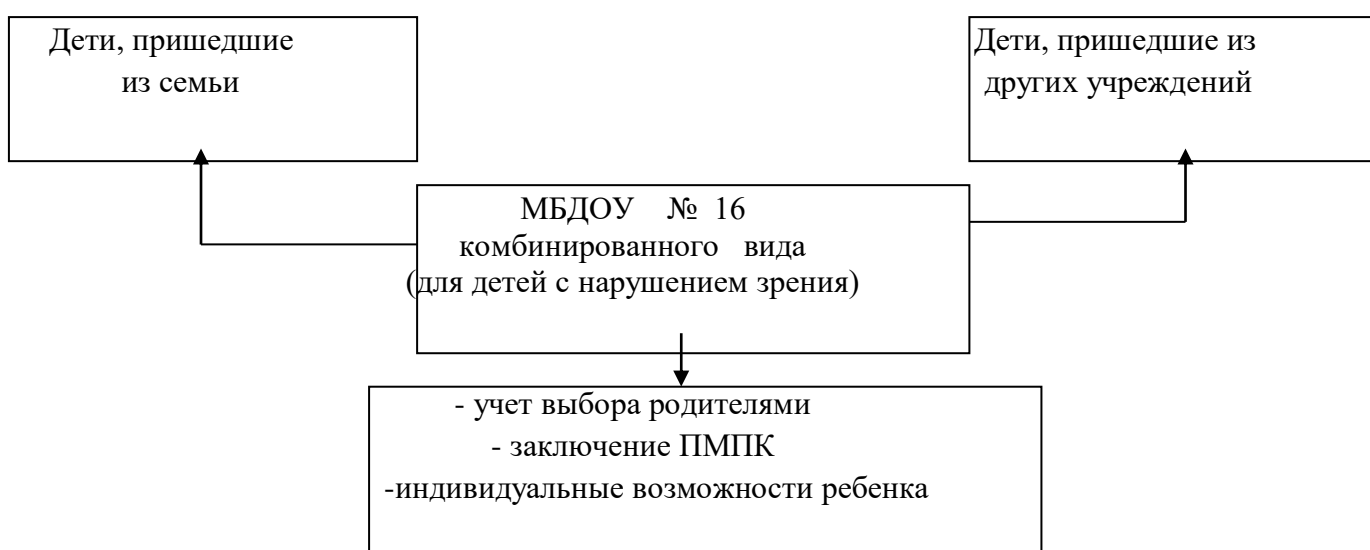 Дети, пришедшие
из семьи
Дети, пришедшие из
других учреждений
МБДОУ № 16
комбинированного вида
(для детей с нарушением зрения)
- учет выбора родителями
- заключение ПМПК
-индивидуальные возможности ребенка